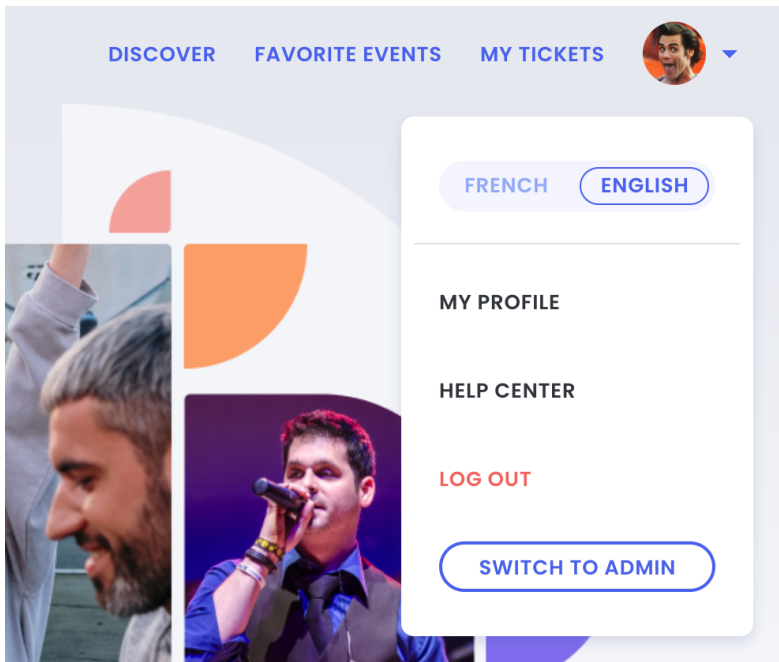 DISCOVER FAVORITE EVENTS MY TICKETS
FRENCH ENGLISH
MY PROFILE
HELP CENTER
LOG OUT
SWITCH TO ADMIN